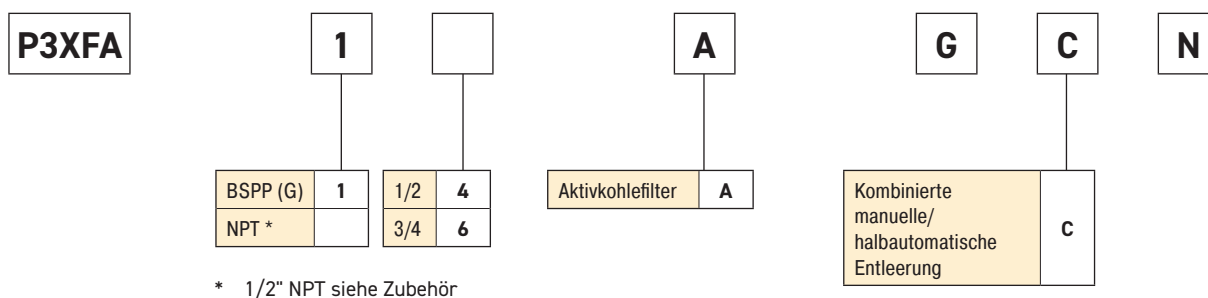 P3XFA 1 A G C N
BSPP (G) 1
NPT *
1/2 4
3/4 6
Aktivkohlefilter A
Kombinierte
manuelle/
halbautomatische
Entleerung
C
* 1/2" NPT siehe Zubehör